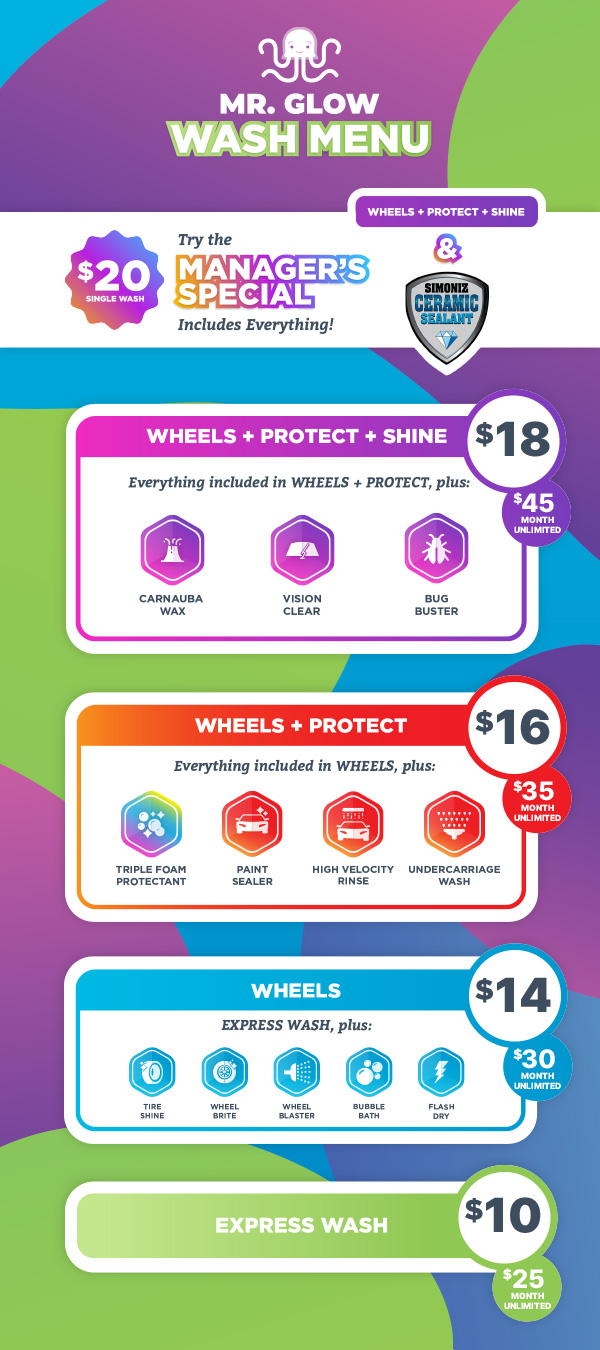 MR. GLOW
WASH MENU
WHEELS + PROTECT + SHINE
&
SIMONIZ
CERAMIC
SEALANT
$20
SINGLE WASH
Try the
MANAGER'S
SPECIAL
Includes Everything!
WHEELS + PROTECT + SHINE
$18
$45
MONTH
UNLIMITED
Everything included in WHEELS + PROTECT, plus:
CARNAUBA
WAX
VISION
CLEAR
BUG
BUSTER
WHEELS + PROTECT
$16
$35
MONTH
UNLIMITED
Everything included in WHEELS, plus:
TRIPLE FOAM
PROTECTANT
PAINT
SEALER
HIGH VELOCITY
RINSE
UNDERCARRIAGE
WASH
WHEELS
$14
$30
MONTH
UNLIMITED
EXPRESS WASH, plus:
TIRE
SHINE
WHEEL
BRITE
WHEEL
BLASTER
BUBBLE
BATH
FLASH
DRY
EXPRESS WASH
$10
$25
MONTH
UNLIMITED